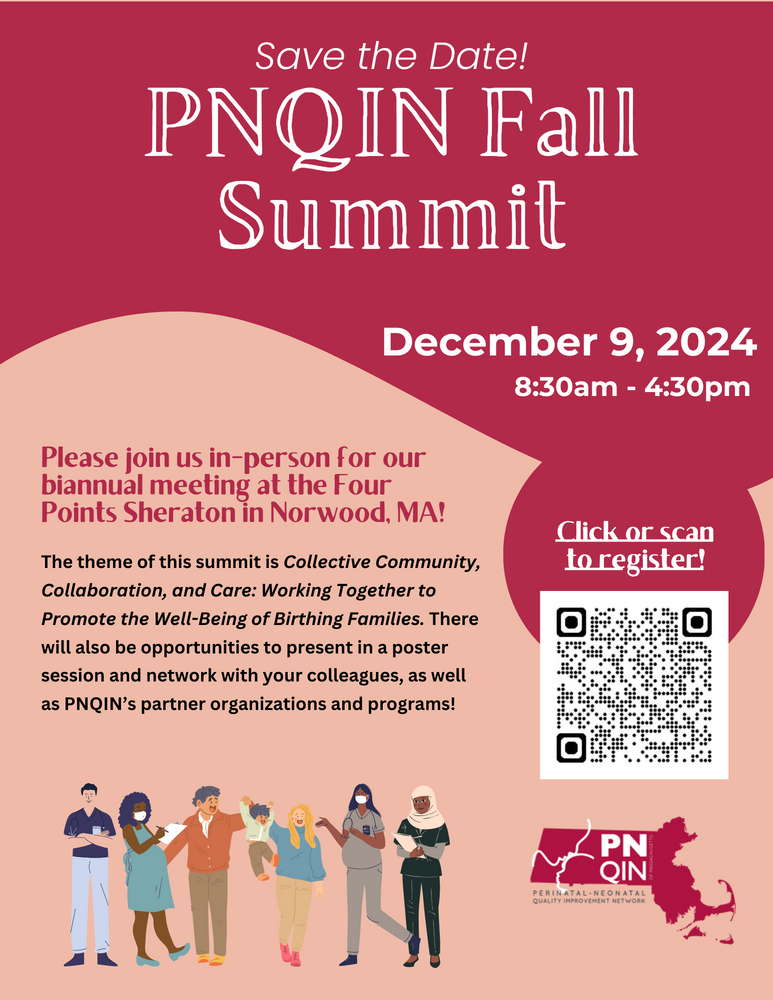 Save the Date!
PNQIN Fall
Summit
December 9, 2024
8:30am - 4:30pm
Please join us in-person for our
biannual meeting at the Four
Points Sheraton in Norwood, MA!
The theme of this summit is Collective Community,
Collaboration, and Care: Working Together to
Promote the Well-Being of Birthing Families. There
will also be opportunities to present in a poster
session and network with your colleagues, as well
as PNQIN's partner organizations and programs!
Click or scan
to register!
PN
QIN
OF MASSACHUSETTS
PERINATAL-NEONATAL
QUALITY IMPROVEMENT NETWORK